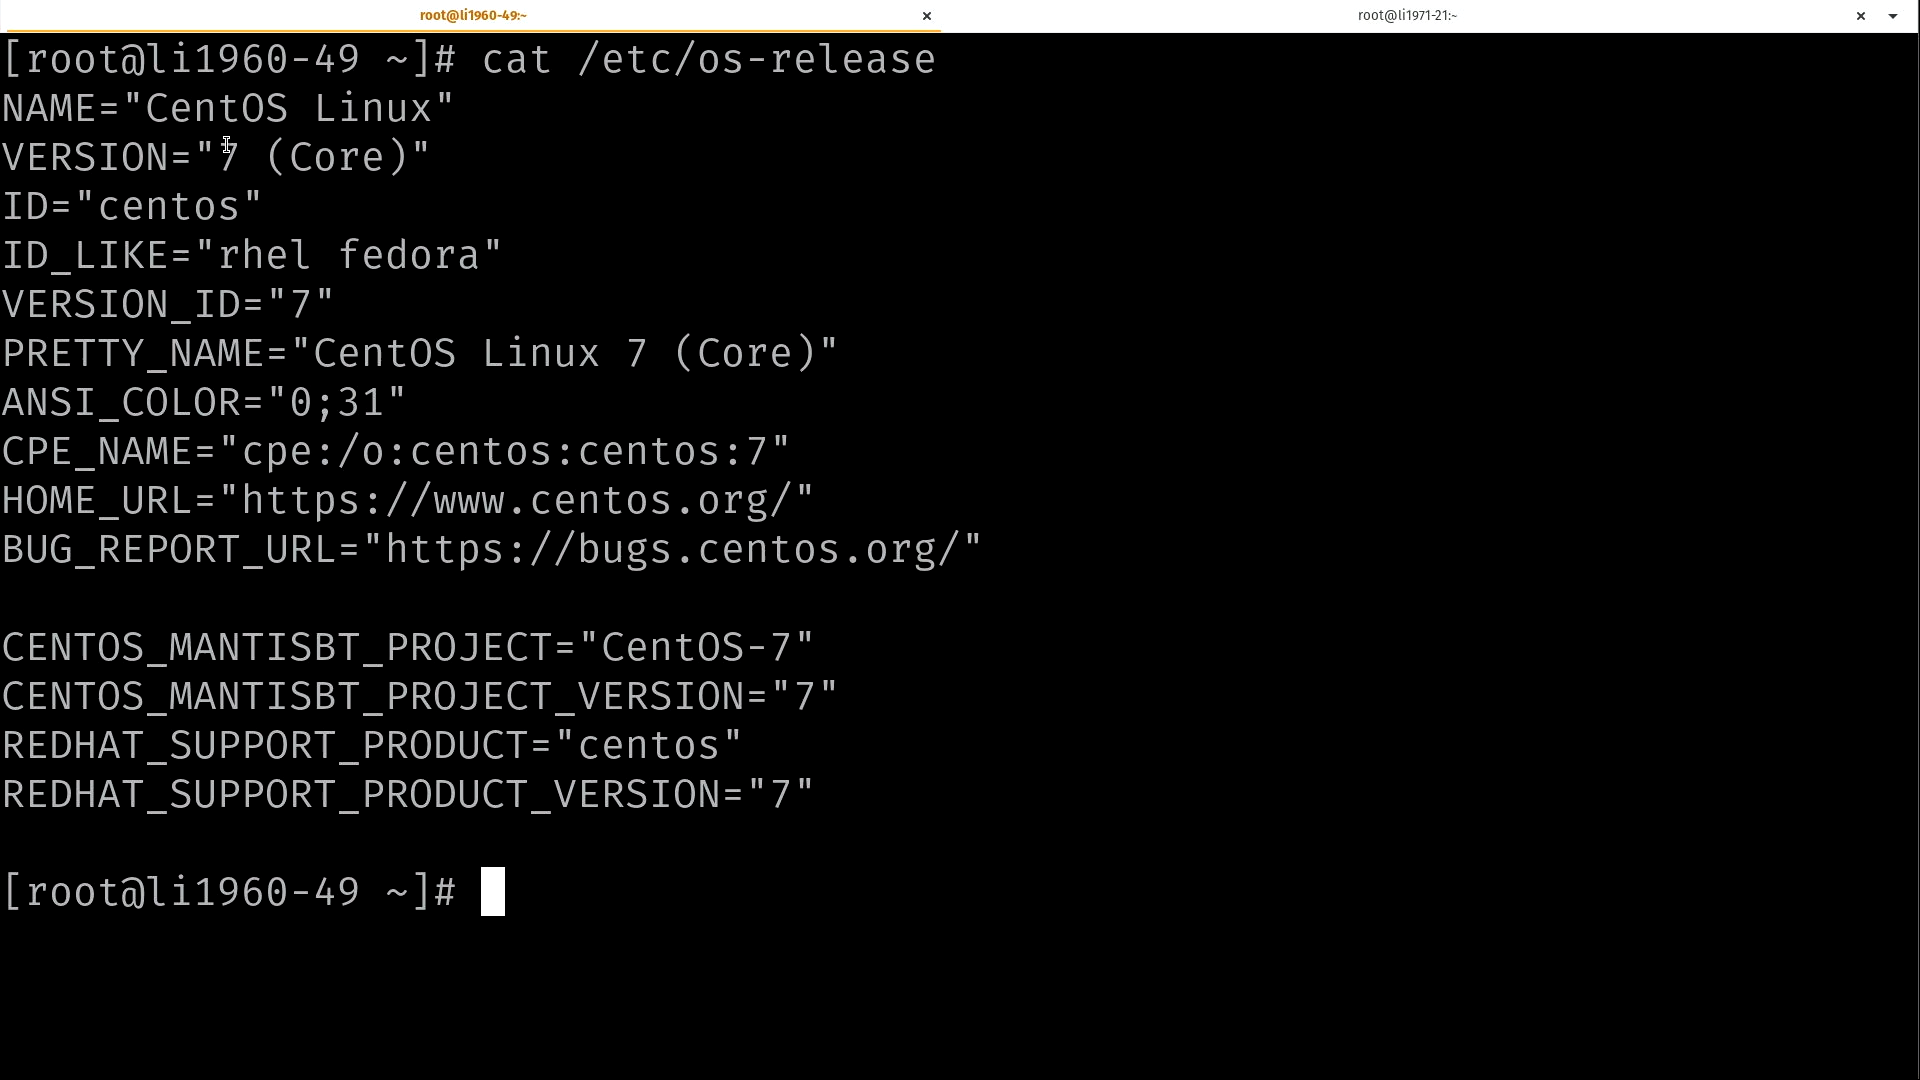 root@li1960-49:~
root@li1971-21:~
[root@li1960-49 ~]# cat /etc/os-release
NAME="CentOS Linux"
VERSION="7 (Core)"
ID="centos"
ID_LIKE="rhel fedora"
VERSION_ID="7"
PRETTY_NAME="CentOS Linux 7 (Core)"
ANSI_COLOR="0;31"
CPE_NAME="cpe:/o:centos:centos:7"
HOME_URL="https://www.centos.org/"
BUG_REPORT_URL="https://bugs.centos.org/"
CENTOS_MANTISBT_PROJECT="CentOS-7"
CENTOS_MANTISBT_PROJECT_VERSION="7"
REDHAT_SUPPORT_PRODUCT="centos"
REDHAT_SUPPORT_PRODUCT_VERSION="7"
[root@li1960-49 ~]#